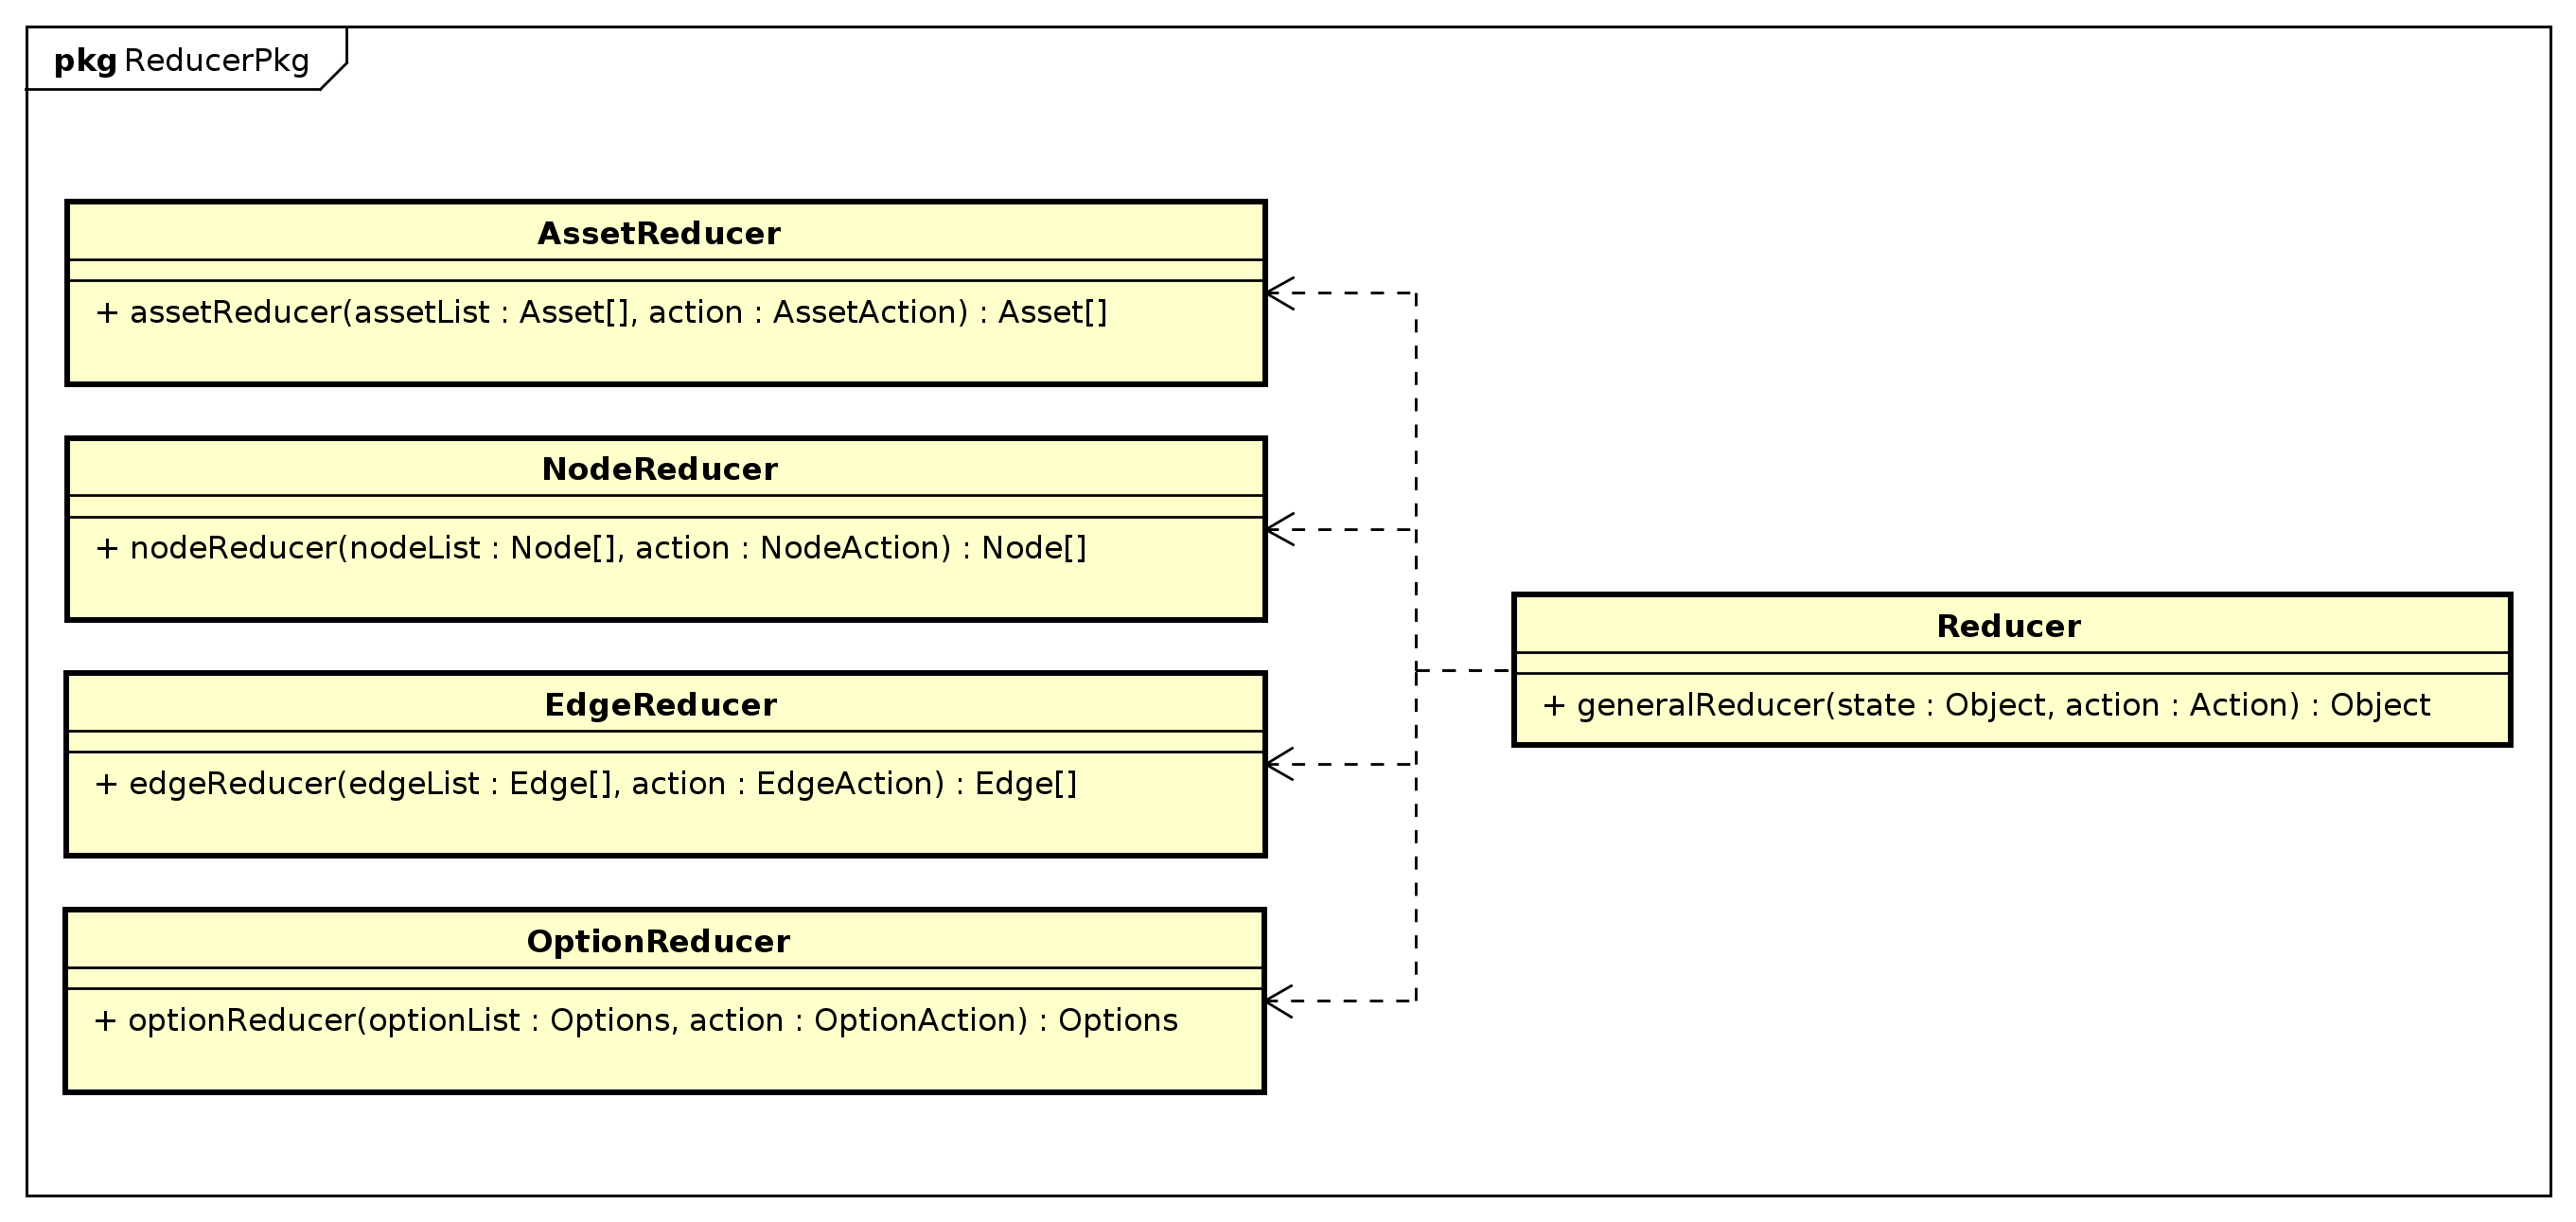 pkg ReducerPkg
AssetReducer
+ assetReducer(assetList : Asset[], action : AssetAction) : Asset[]
NodeReducer
+ nodeReducer(nodeList : Node[], action : NodeAction) : Node[]
EdgeReducer
+ edgeReducer(edgeList : Edge[], action : EdgeAction) : Edge[]
OptionReducer
+ optionReducer(optionList : Options, action : OptionAction) : Options
Reducer
+ generalReducer(state : Object, action : Action) : Object